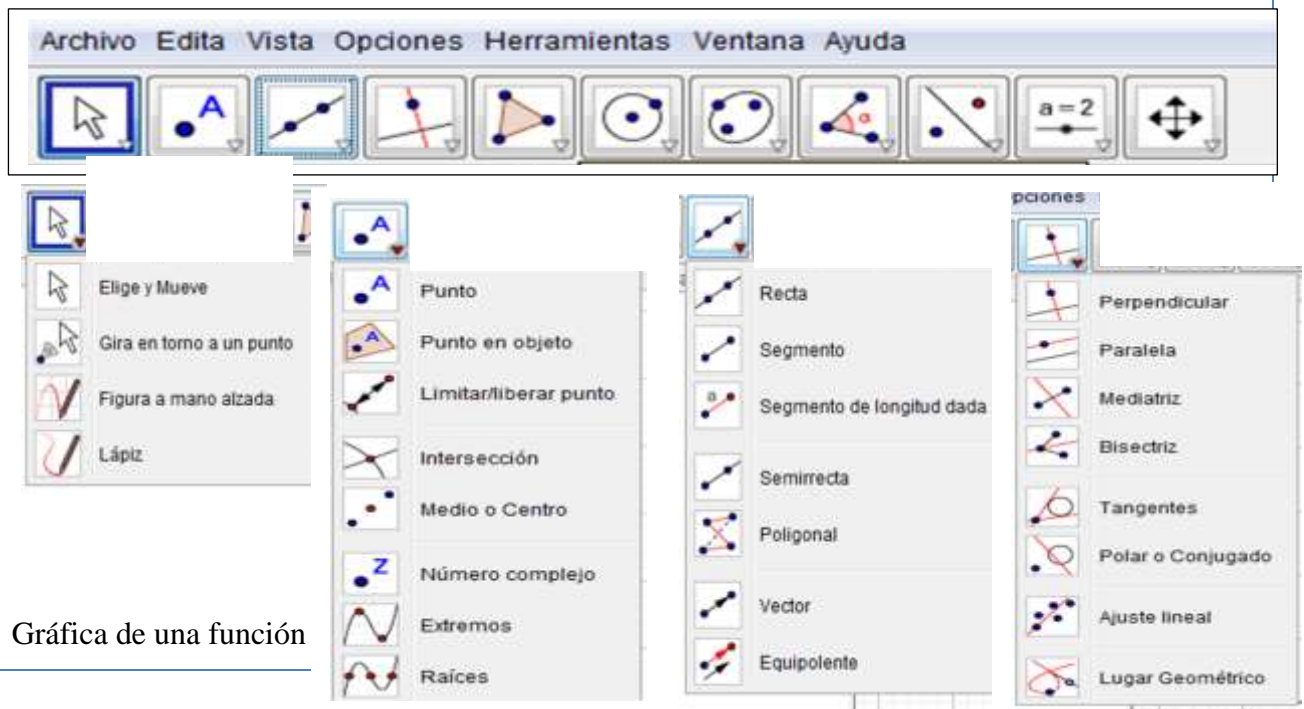 Archivo Edita Vista Opciones Herramientas Ventana Ayuda
A
α
a = 2
Elige y Mueve
Gira en torno a un punto
Figura a mano alzada
Lápiz
A
A
Punto
A
Punto en objeto
Limitar/liberar punto
Intersección
Medio o Centro
Z
Número complejo
Extremos
Raíces
Recta
Segmento
a
Segmento de longitud dada
Semirrecta
Poligonal
Vector
Equipolente
pciones
Perpendicular
Paralela
Mediatriz
Bisectriz
Tangentes
Polar o Conjugado
Ajuste lineal
Lugar Geométrico
Gráfica de una función